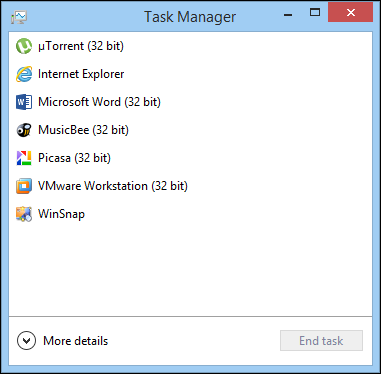 Task Manager
µTorrent (32 bit)
Internet Explorer
Microsoft Word (32 bit)
MusicBee (32 bit)
Picasa (32 bit)
VMware Workstation (32 bit)
WinSnap
More details
End task